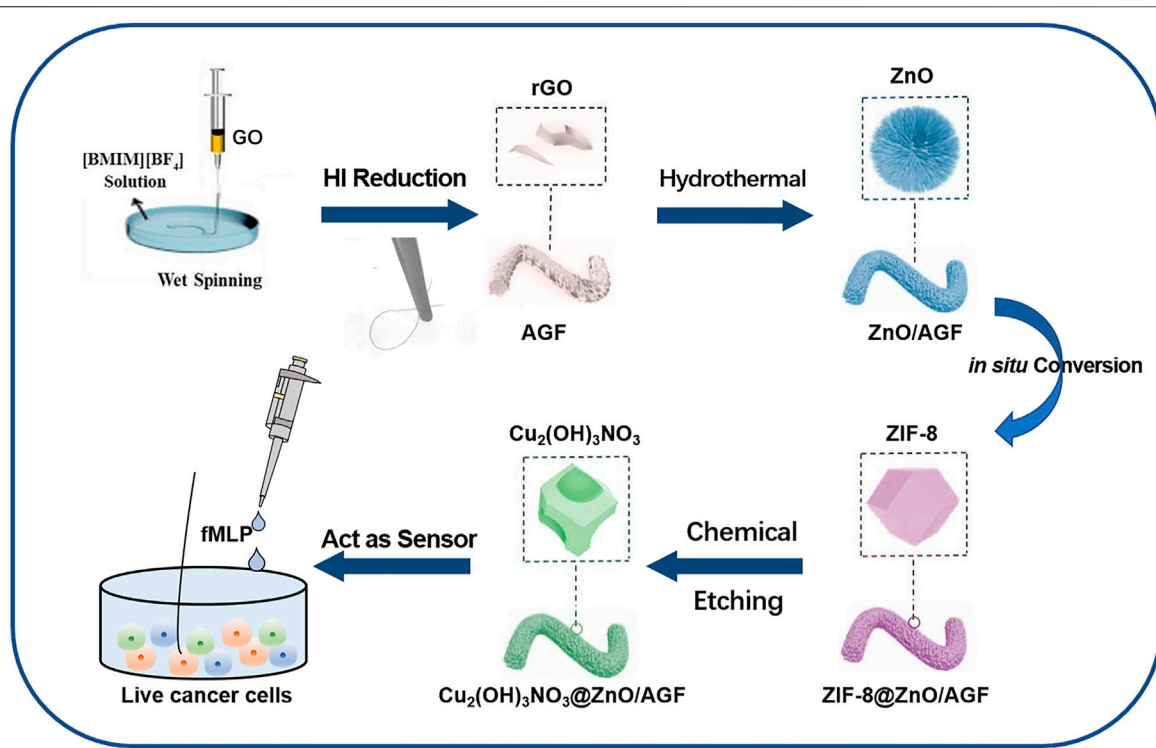 GO
[BMIM][BF₄]
Solution
Wet Spinning
HI Reduction
rGO
AGF
Hydrothermal
ZnO
ZnO/AGF
in situ Conversion
ZIF-8
ZIF-8@ZnO/AGF
Chemical
Etching
Cu₂(OH)₃NO₃
Cu₂(OH)₃NO₃@ZnO/AGF
Act as Sensor
fMLP
Live cancer cells